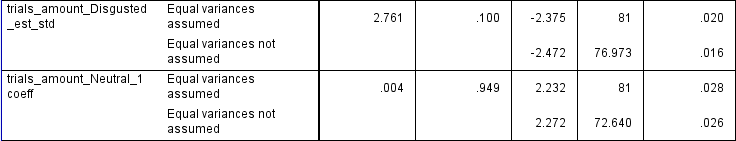 trials_amount_Disgusted Equal variances 2.761 .100 -2.375 81 .020
_est_std assumed
Equal variances not -2.472 76.973 .016
assumed
trials_amount_Neutral_1 Equal variances .004 .949 2.232 81 .028
coeff assumed
Equal variances not 2.272 72.640 .026
assumed